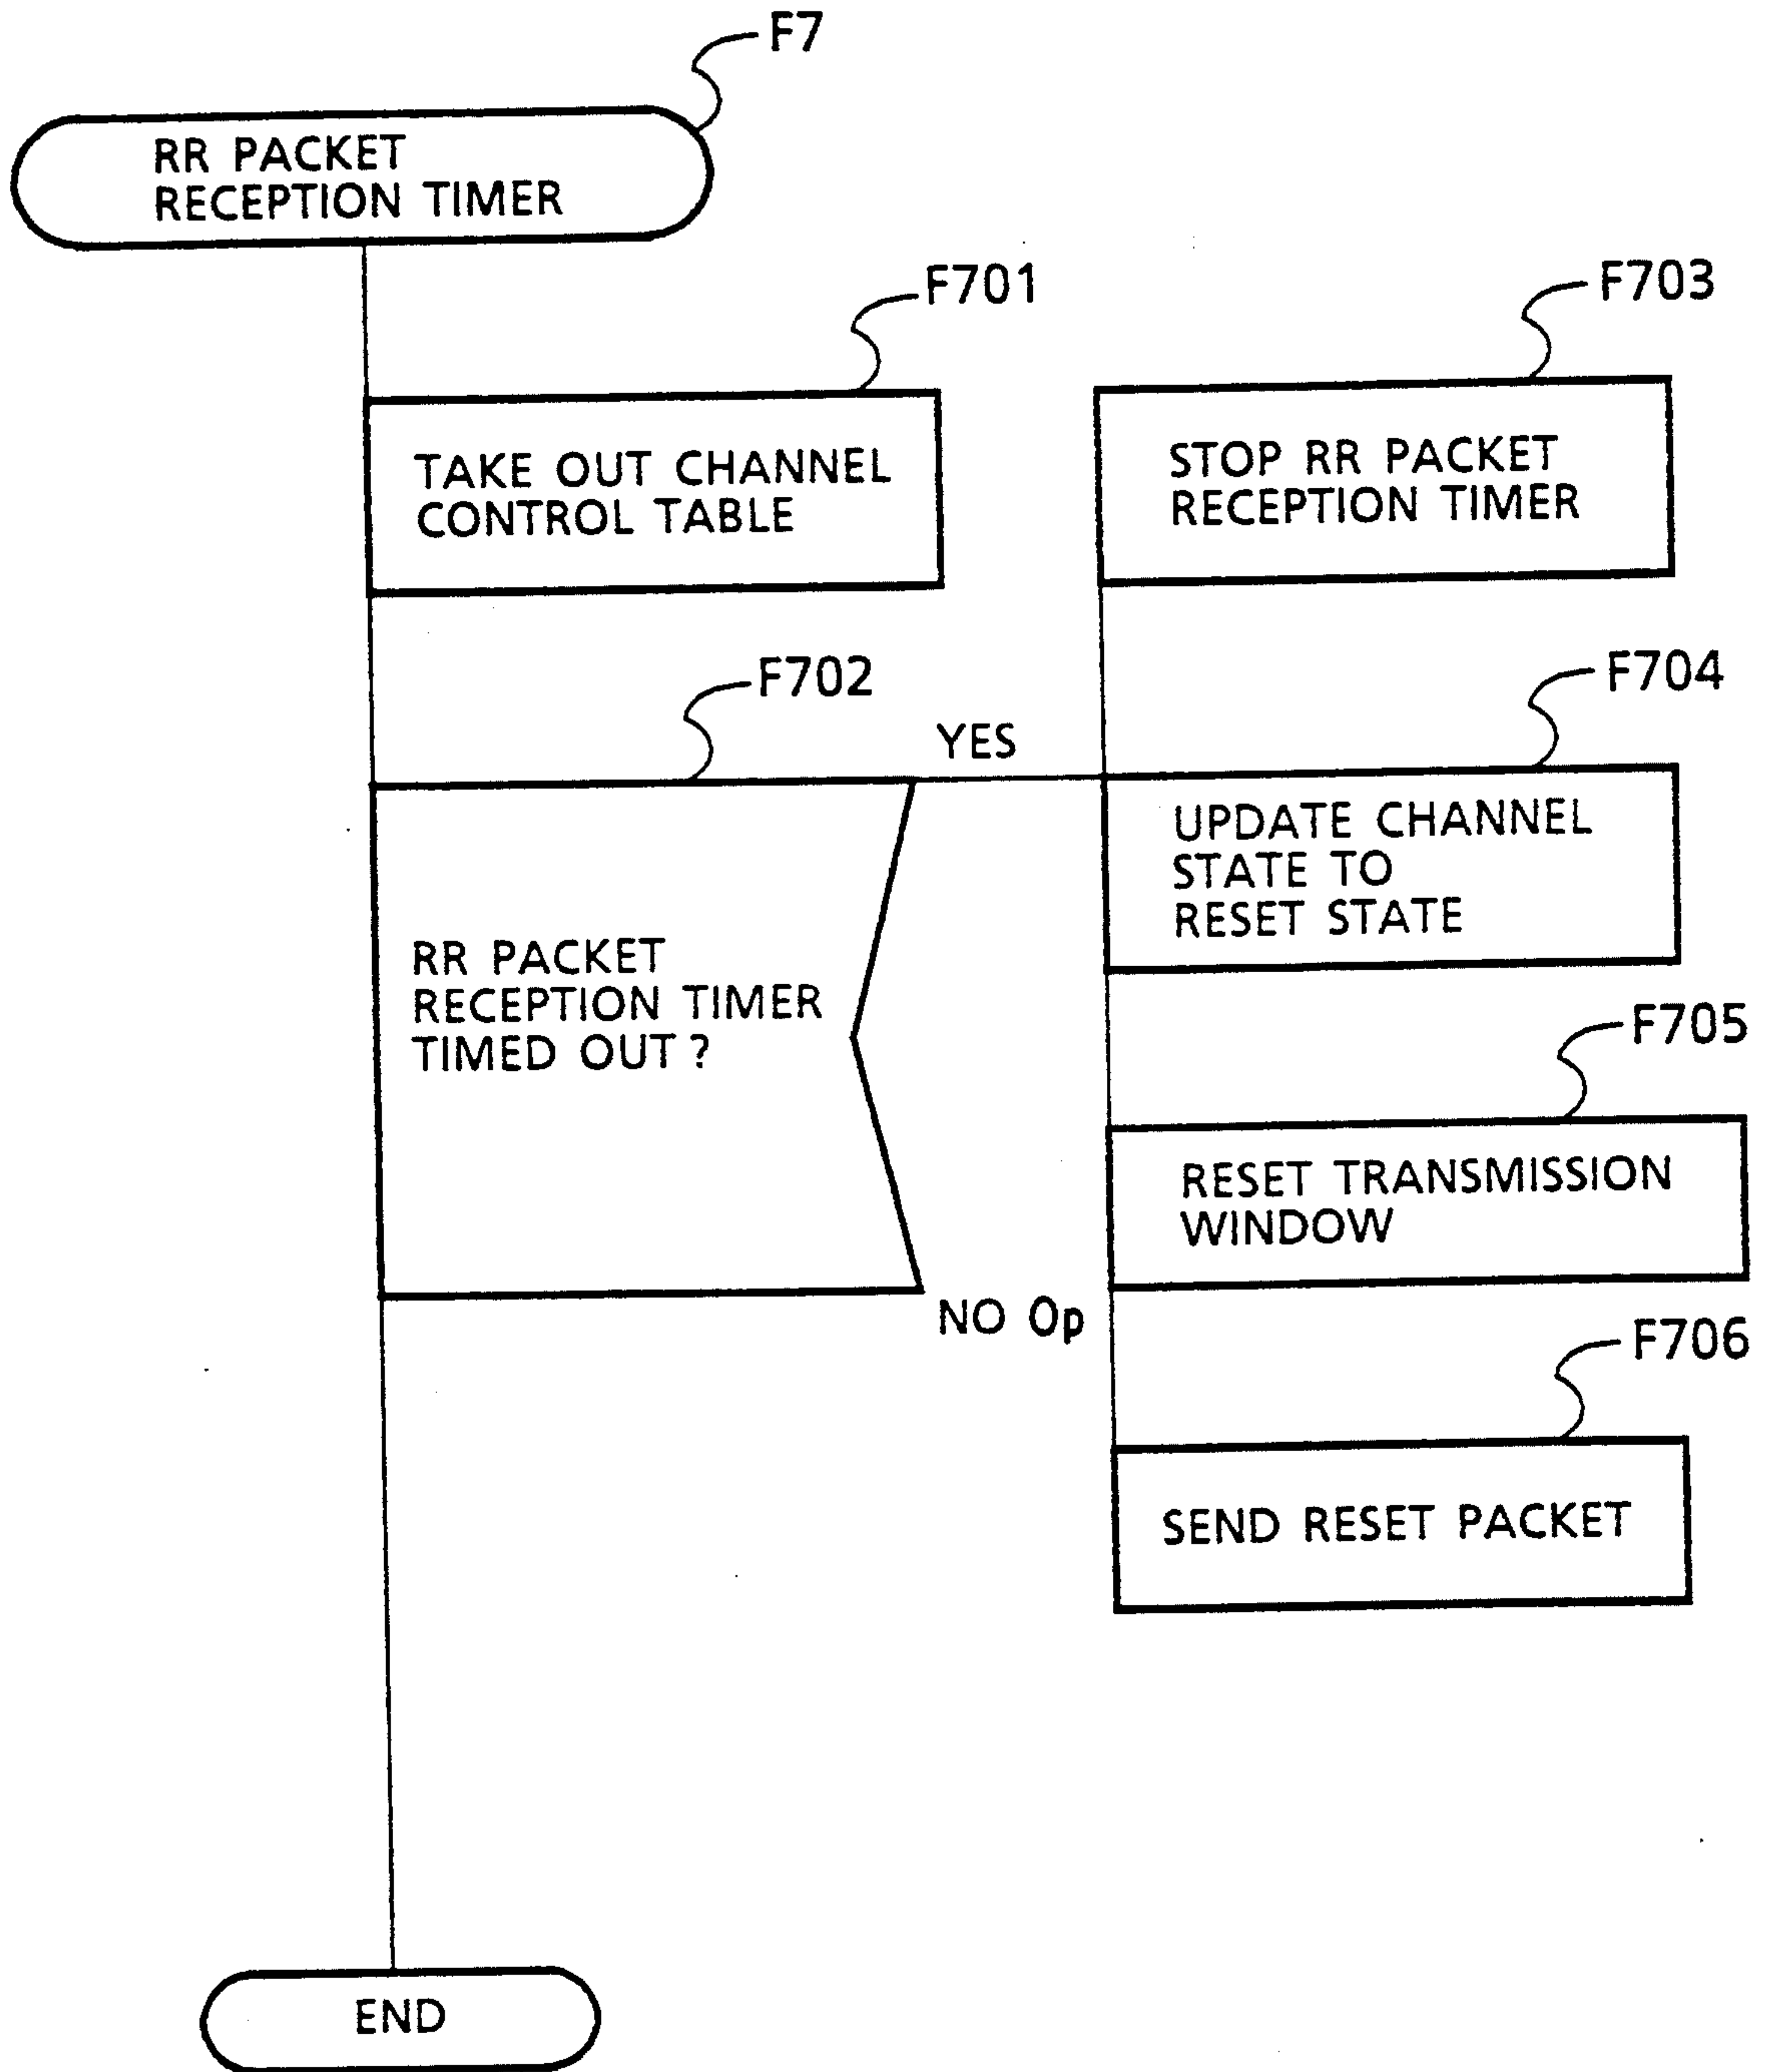 F7
RR PACKET
RECEPTION TIMER
F701
TAKE OUT CHANNEL
CONTROL TABLE
F702
RR PACKET
RECEPTION TIMER
TIMED OUT ?
YES
NO Op
F703
STOP RR PACKET
RECEPTION TIMER
F704
UPDATE CHANNEL
STATE TO
RESET STATE
F705
RESET TRANSMISSION
WINDOW
F706
SEND RESET PACKET
END